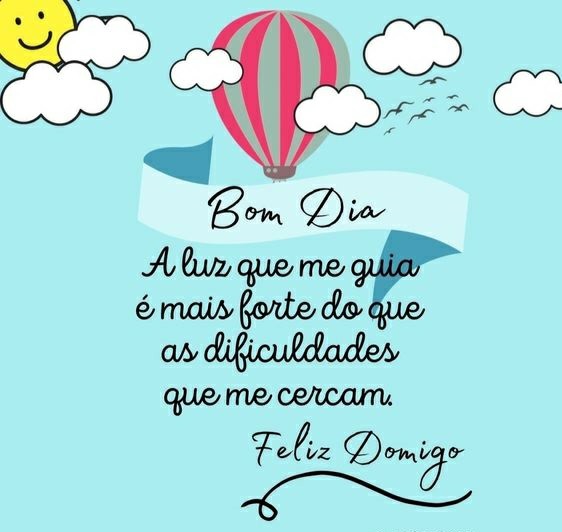 Bom Dia
A luz que me guia
é mais forte do que
as dificuldades
que me cercam.
Feliz Domigo